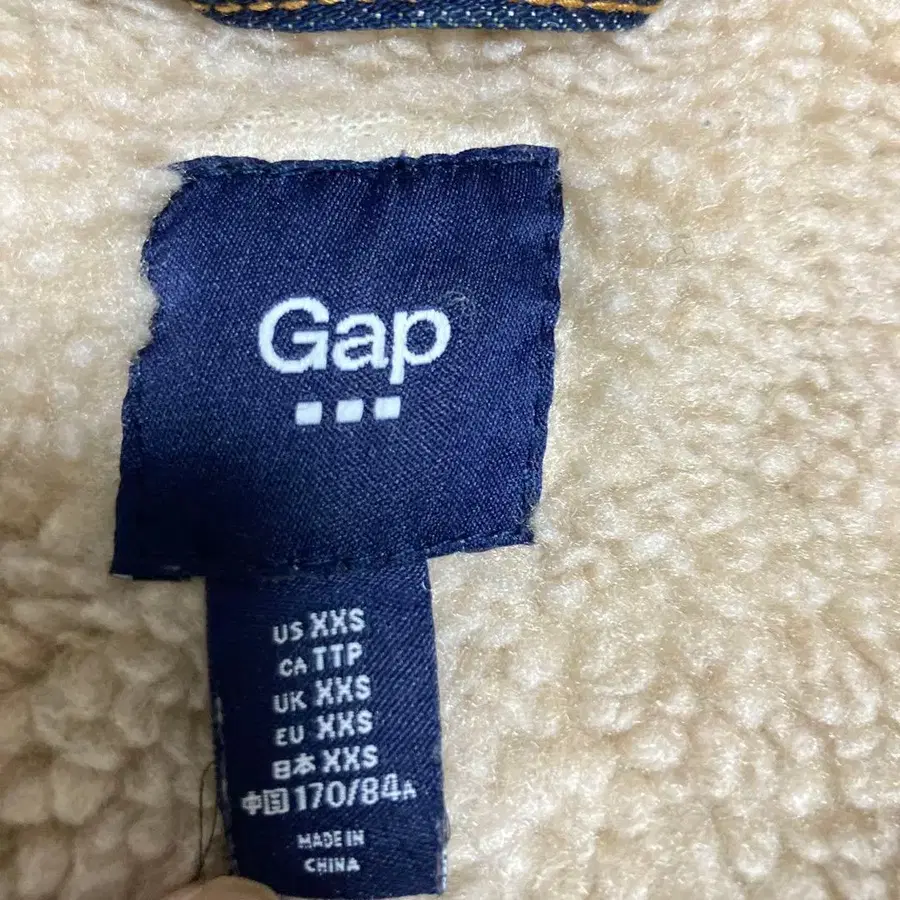 Gap
US XXS
CA TTP
UK XXS
EU XXS
日本 XXS
中国 170/84A
MADE IN
CHINA